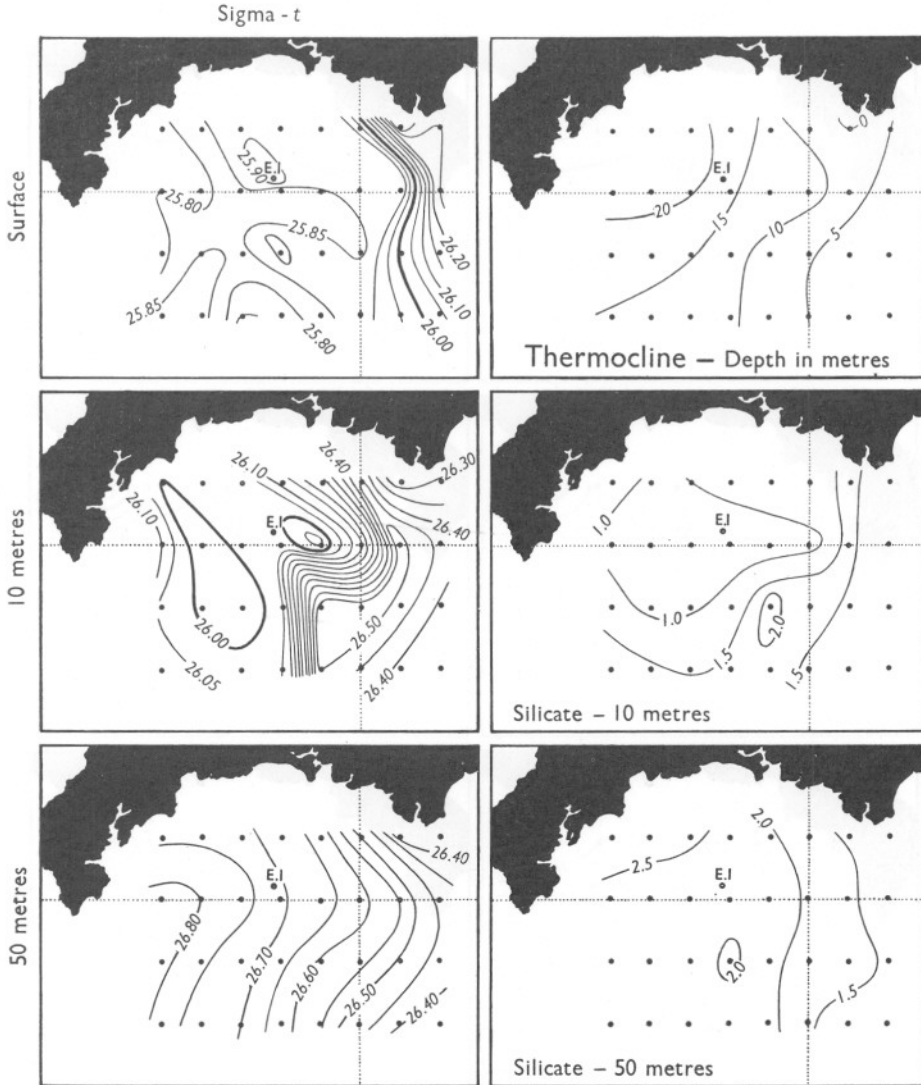 Sigma - t
Surface
25.90
E.I
25.80
25.85
25.85
25.80
26.20
26.10
26.00
0
E.I
20
15
10
5
Thermocline – Depth in metres
10 metres
26.10
26.40
26.30
26.10
E.I
26.40
26.00
26.50
26.05
26.40
1.0
E.I
1.0
2.0
1.5
1.5
Silicate – 10 metres
50 metres
26.40
E.I
26.80
26.70
26.60
26.50
26.40
2.0
2.5
E.I
2.0
1.5
Silicate – 50 metres